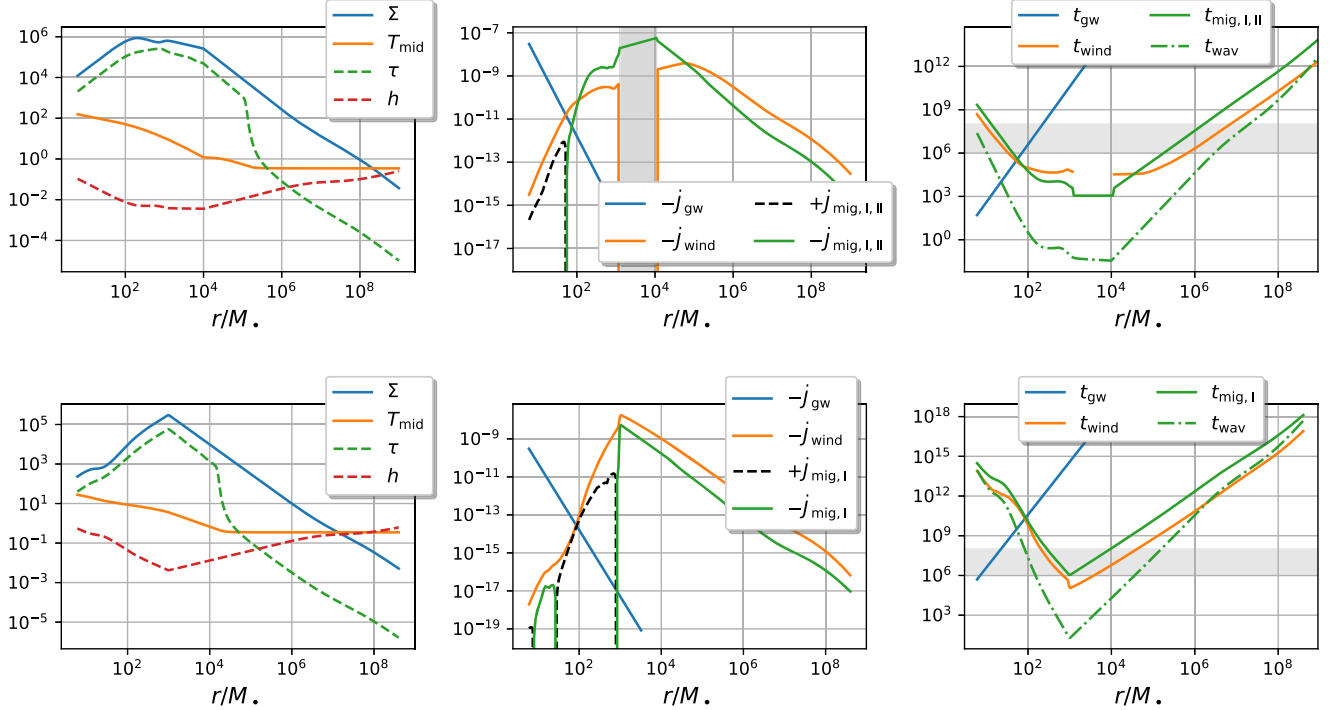 Σ
T_mid
τ
h
10^6
10^4
10^2
10^0
10^−2
10^−4
10^2 10^4 10^6 10^8
r/M•
10^−7
10^−9
10^−11
10^−13
10^−15
10^−17
−j_gw +j_mig, I, II
−j_wind −j_mig, I, II
10^2 10^4 10^6 10^8
r/M•
t_gw t_mig, I, II
t_wind t_wav
10^12
10^9
10^6
10^3
10^0
10^2 10^4 10^6 10^8
r/M•
Σ
T_mid
τ
h
10^5
10^3
10^1
10^−1
10^−3
10^−5
10^2 10^4 10^6 10^8
r/M•
−j_gw
−j_wind
+j_mig, I
−j_mig, I
10^−9
10^−11
10^−13
10^−15
10^−17
10^−19
10^2 10^4 10^6 10^8
r/M•
t_gw t_mig, I
t_wind t_wav
10^18
10^15
10^12
10^9
10^6
10^3
10^2 10^4 10^6 10^8
r/M•